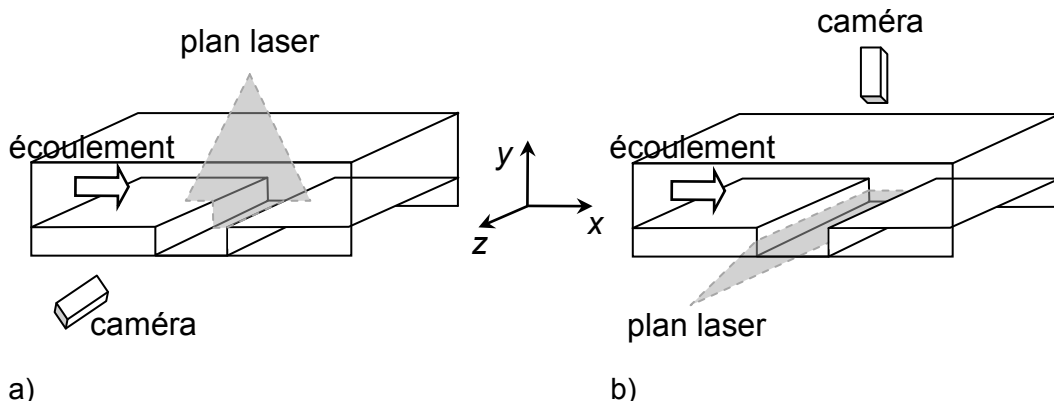 plan laser
écoulement
caméra
a)
y
x
z
caméra
écoulement
plan laser
b)